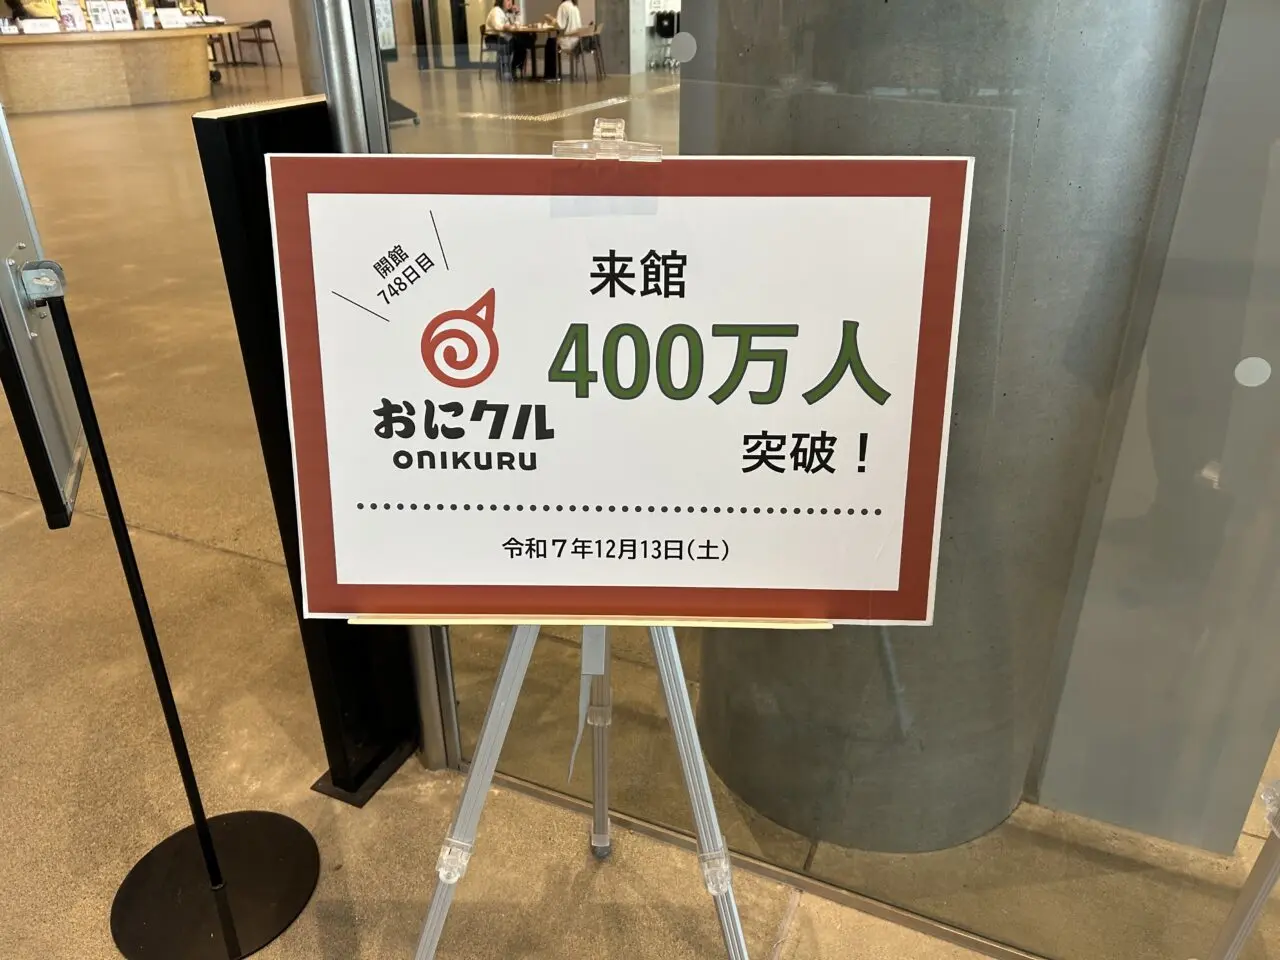 開館
748日目
おにクル
ONIKURU
来館
400万人
突破！
令和７年12月13日(土)